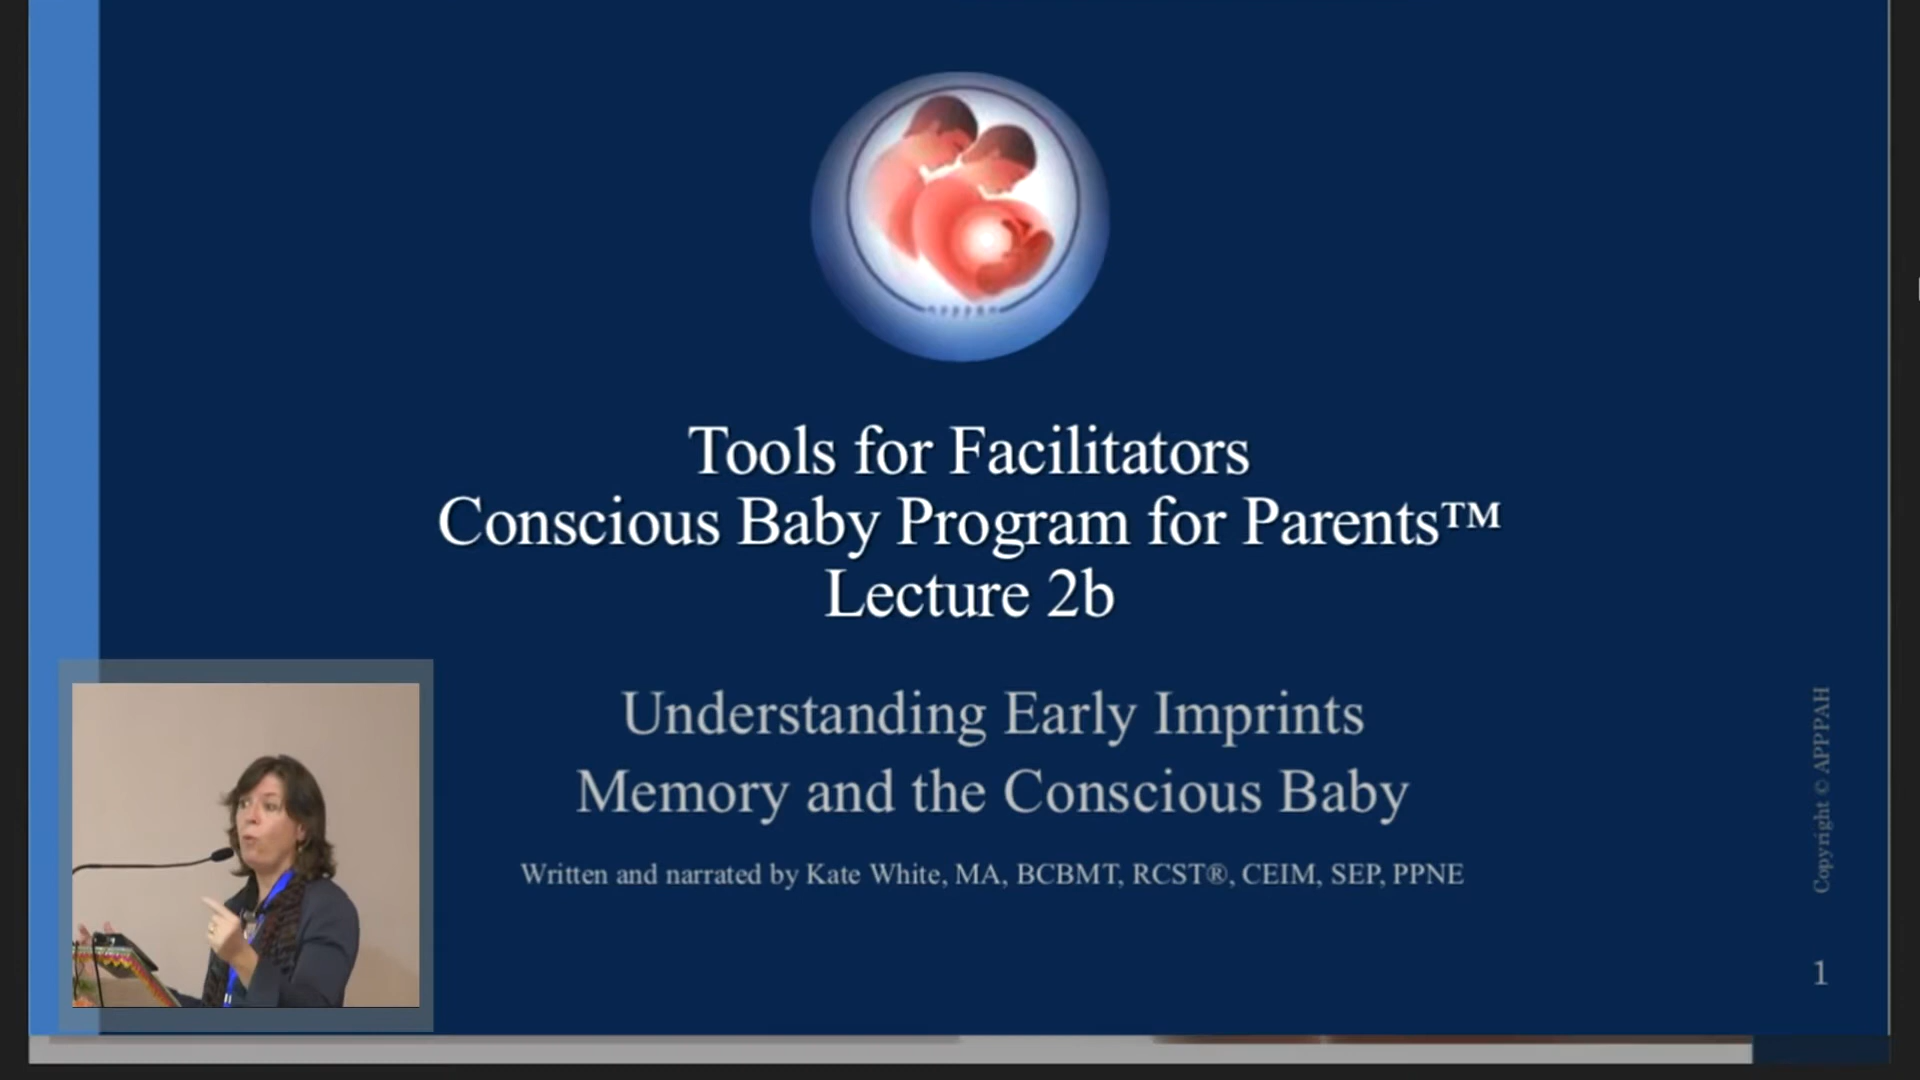 Tools for Facilitators
Conscious Baby Program for Parents™
Lecture 2b
Understanding Early Imprints
Memory and the Conscious Baby
Written and narrated by Kate White, MA, BCBMT, RCST®, CEIM, SEP, PPNE
Copyright © APPPAH
1